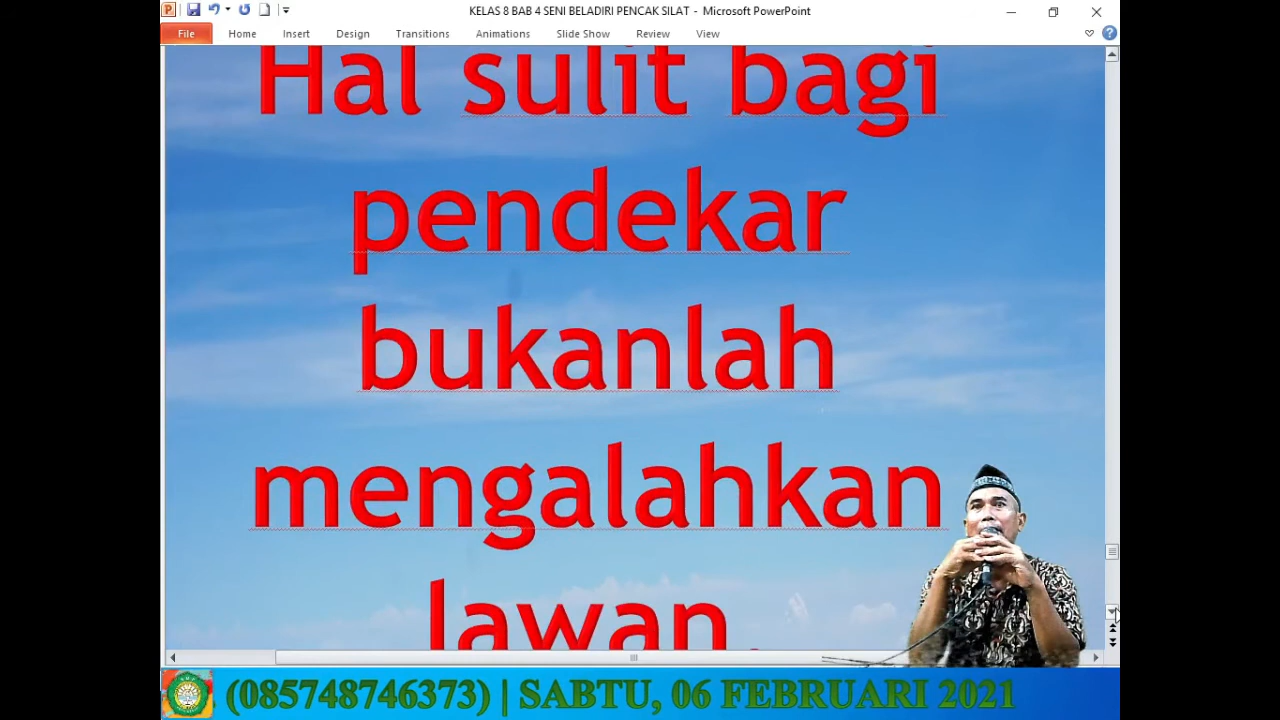 KELAS 8 BAB 4 SENI BELADIRI PENCAK SILAT - Microsoft PowerPoint
File Home Insert Design Transitions Animations Slide Show Review View
Hal sulit bagi
pendekar
bukanlah
mengalahkan
lawan.
(085748746373) | SABTU, 06 FEBRUARI 2021